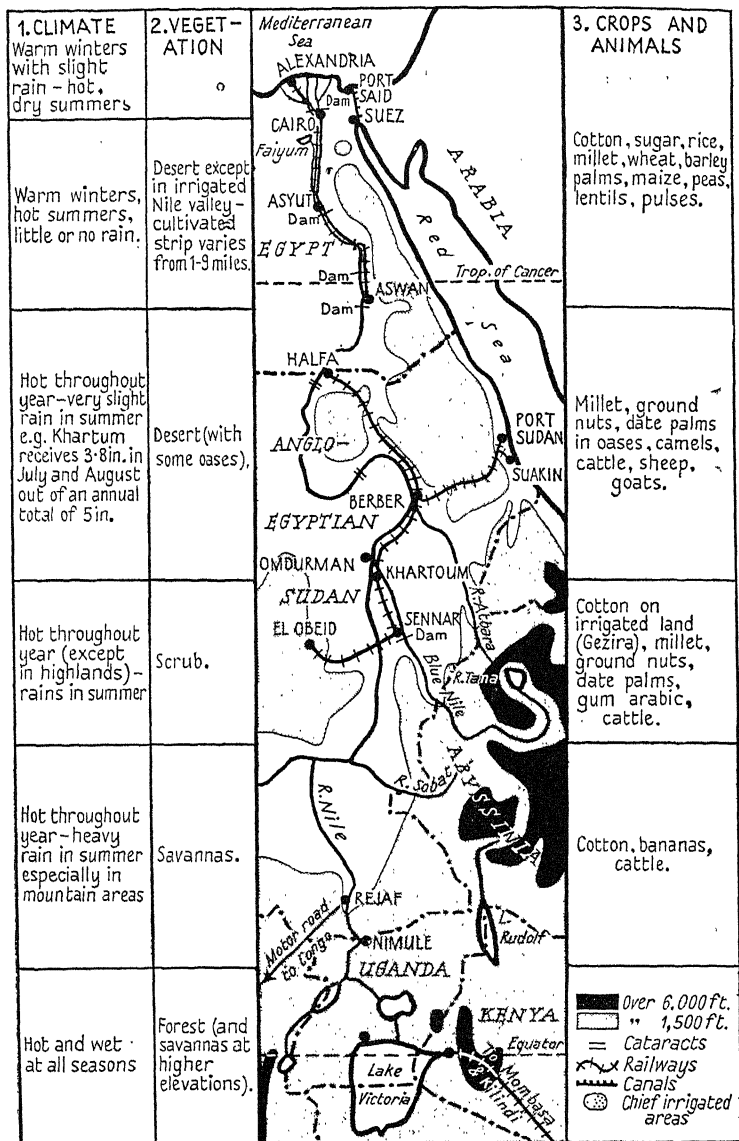 1. CLIMATE
Warm winters
with slight
rain – hot,
dry summers
Warm winters,
hot summers,
little or no rain.
Hot throughout
year–very slight
rain in summer
e.g. Khartum
receives 3·8in. in
July and August
out of an annual
total of 5in.
Hot throughout
year (except
in highlands)–
rains in summer
Hot throughout
year–heavy
rain in summer
especially in
mountain areas
Hot and wet
at all seasons
2. VEGET-
ATION
Desert except
in irrigated
Nile valley–
cultivated
strip varies
from 1-9 miles.
Desert (with
some oases),
Scrub.
Savannas.
Forest (and
savannas at
higher
elevations).
Mediterranean
Sea
ALEXANDRIA
PORT
SAID
Dam
SUEZ
CAIRO
Faiyum
ARABIA
ASYUT
Dam
Red
EGYPT
Dam
Trop. of Cancer
ASWAN
Dam
Sea
HALFA
PORT
SUDAN
ANGLO–
SUAKIN
BERBER
EGYPTIAN
OMDURMAN
KHARTOUM
SUDAN
R. Atbara
SENNAR
Dam
EL OBEID
Blue Nile
R. Tana
ABYSSINIA
R. Sobat
R. Nile
REJAF
Motor road
to Congo
L.
Rudolf
NIMULE
UGANDA
KENYA
Equator
Lake
Victoria
To Mombasa
& Kilindi
3. CROPS AND
ANIMALS
Cotton, sugar, rice,
millet, wheat, barley
palms, maize, peas,
lentils, pulses.
Millet, ground
nuts, date palms
in oases, camels,
cattle, sheep,
goats.
Cotton on
irrigated land
(Gezira), millet,
ground nuts,
date palms,
gum arabic,
cattle.
Cotton, bananas,
cattle.
Over 6,000 ft.
" 1,500 ft.
Cataracts
Railways
Canals
Chief irrigated
areas